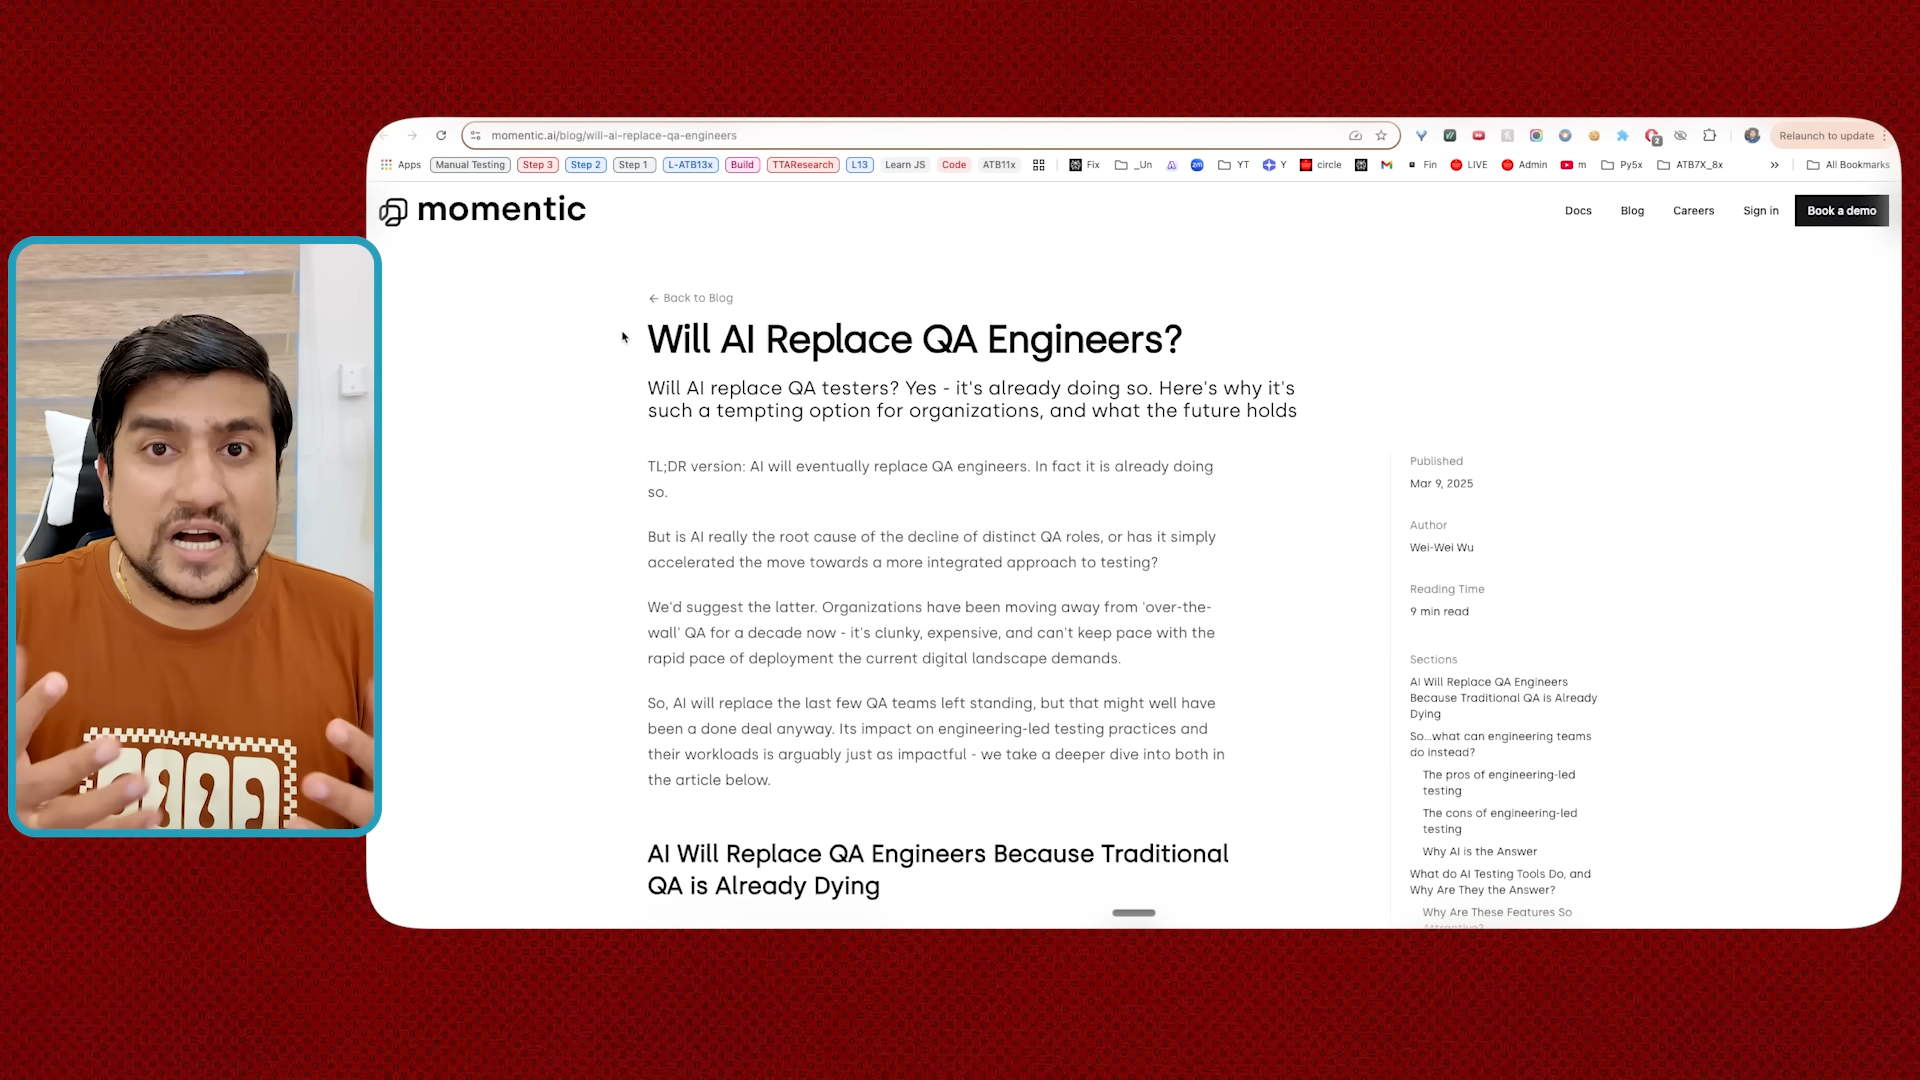 momentic.ai/blog/will-ai-replace-qa-engineers
Relaunch to update
Apps Manual Testing Step 3 Step 2 Step 1 L-ATB13x Build TTAResearch L13 Learn JS Code ATB11x Fix _Un YT Y circle Fin LIVE Admin m Py5x ATB7X_8x » All Bookmarks
momentic
Docs Blog Careers Sign in Book a demo
← Back to Blog
Will AI Replace QA Engineers?
Will AI replace QA testers? Yes - it's already doing so. Here's why it's
such a tempting option for organizations, and what the future holds
TL;DR version: AI will eventually replace QA engineers. In fact it is already doing
so.
But is AI really the root cause of the decline of distinct QA roles, or has it simply
accelerated the move towards a more integrated approach to testing?
We'd suggest the latter. Organizations have been moving away from 'over-the-
wall' QA for a decade now - it's clunky, expensive, and can't keep pace with the
rapid pace of deployment the current digital landscape demands.
So, AI will replace the last few QA teams left standing, but that might well have
been a done deal anyway. Its impact on engineering-led testing practices and
their workloads is arguably just as impactful - we take a deeper dive into both in
the article below.
AI Will Replace QA Engineers Because Traditional
QA is Already Dying
Published
Mar 9, 2025
Author
Wei-Wei Wu
Reading Time
9 min read
Sections
AI Will Replace QA Engineers
Because Traditional QA is Already
Dying
So...what can engineering teams
do instead?
The pros of engineering-led
testing
The cons of engineering-led
testing
Why AI is the Answer
What do AI Testing Tools Do, and
Why Are They the Answer?
Why Are These Features So
Attractive?